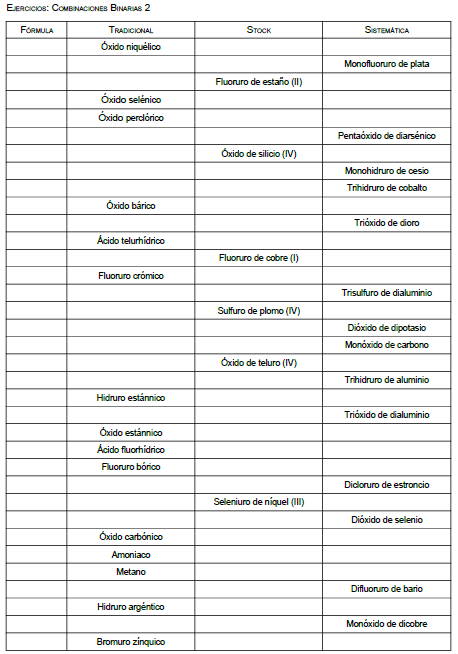 Ejercicios: Combinaciones Binarias 2
Fórmula Tradicional Stock Sistemática
Óxido niquélico
Monofluoruro de plata
Fluoruro de estaño (II)
Óxido selénico
Óxido perclórico
Pentaóxido de diarsénico
Óxido de silicio (IV)
Monohidruro de cesio
Trihidruro de cobalto
Óxido bárico
Trióxido de dioro
Ácido telurhídrico
Fluoruro de cobre (I)
Fluoruro crómico
Trisulfuro de dialuminio
Sulfuro de plomo (IV)
Dióxido de dipotasio
Monóxido de carbono
Óxido de teluro (IV)
Trihidruro de aluminio
Hidruro estánnico
Trióxido de dialuminio
Óxido estánnico
Ácido fluorhídrico
Fluoruro bórico
Dicloruro de estroncio
Seleniuro de níquel (III)
Dióxido de selenio
Óxido carbónico
Amoniaco
Metano
Difluoruro de bario
Hidruro argéntico
Monóxido de dicobre
Bromuro zínquico